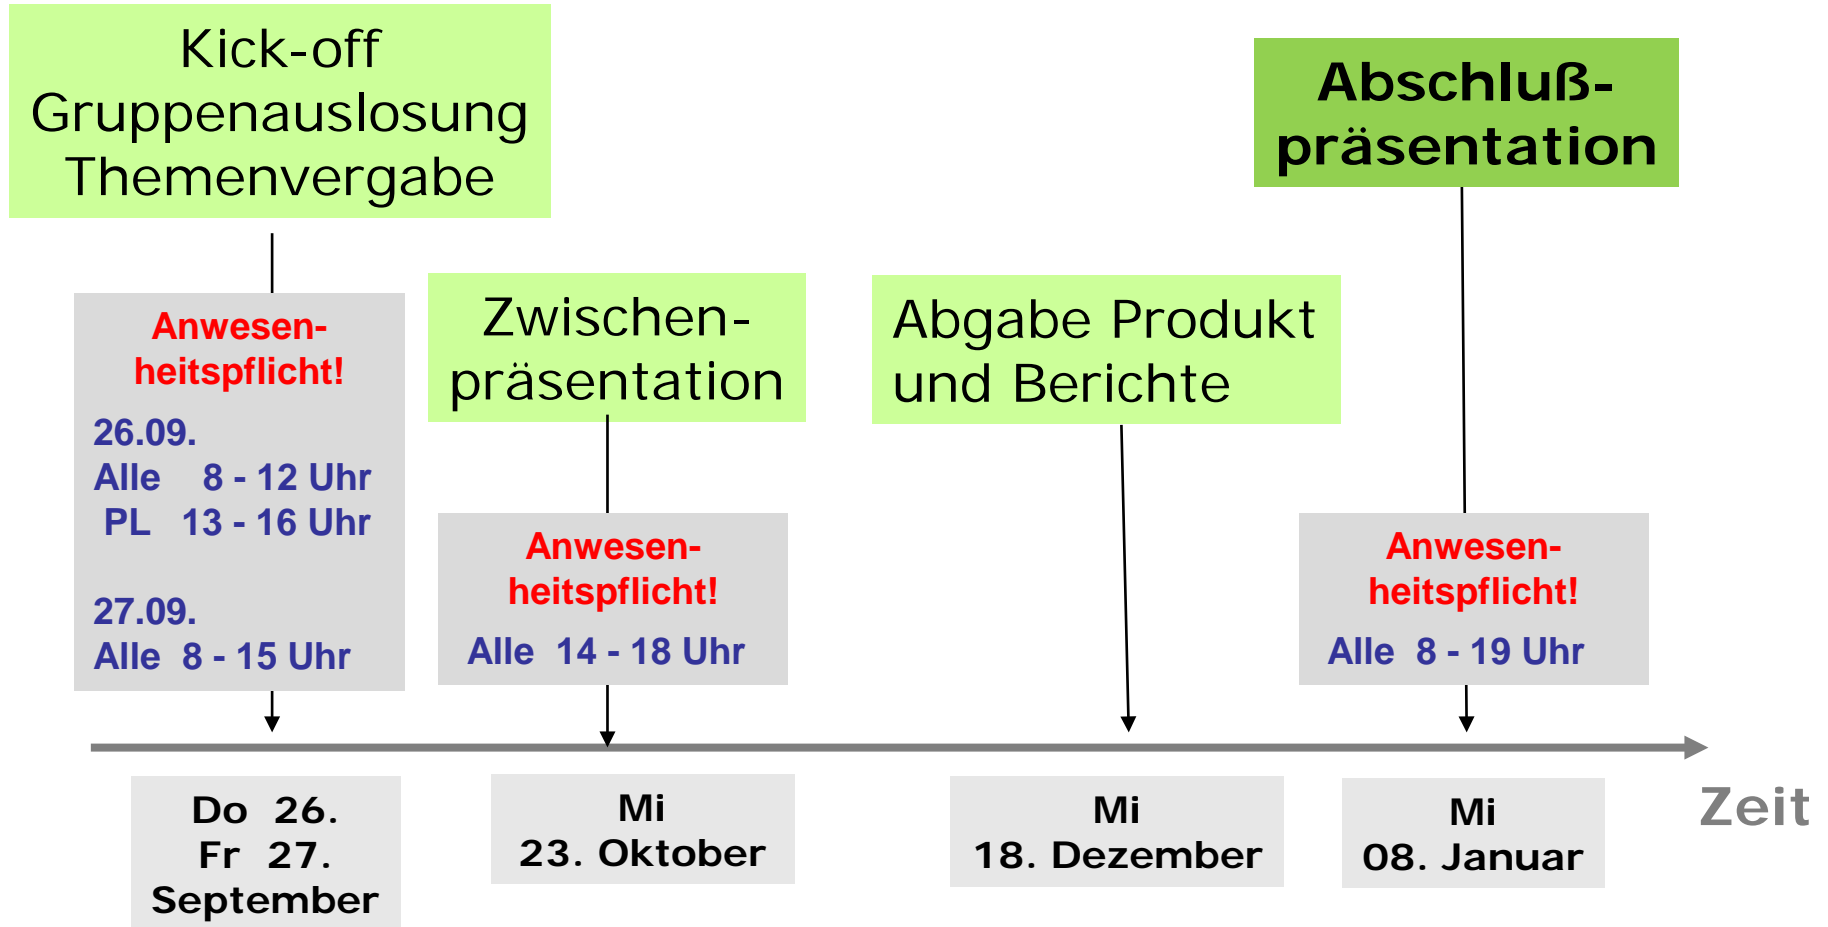 Kick-off
Gruppenauslosung
Themenvergabe
Anwesen-
heitspflicht!
26.09.
Alle 8 - 12 Uhr
PL 13 - 16 Uhr
27.09.
Alle 8 - 15 Uhr
Do 26.
Fr 27.
September
Zwischen-
präsentation
Anwesen-
heitspflicht!
Alle 14 - 18 Uhr
Mi
23. Oktober
Abgabe Produkt
und Berichte
Mi
18. Dezember
Abschluß-
präsentation
Anwesen-
heitspflicht!
Alle 8 - 19 Uhr
Mi
08. Januar
Zeit